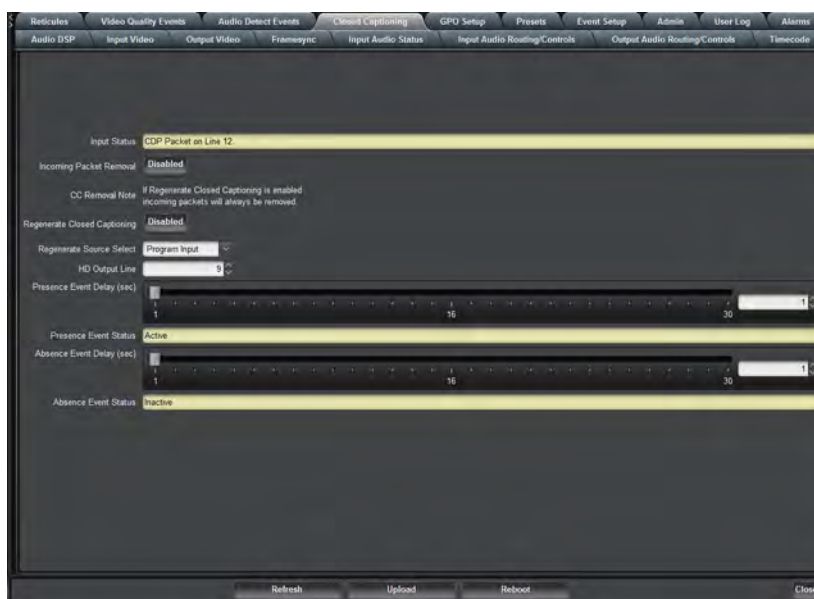 Reticules Video Quality Events Audio Detect Events Closed Captioning GPO Setup Presets Event Setup Admin User Log Alarms
Audio DSP Input Video Output Video Framesync Input Audio Status Input Audio Routing/Controls Output Audio Routing/Controls Timecode
Input Status CDP Packet on Line 12.
Incoming Packet Removal Disabled
CC Removal Note If Regenerate Closed Captioning is enabled
incoming packets will always be removed.
Regenerate Closed Captioning Disabled
Regenerate Source Select Program Input
HD Output Line 9
Presence Event Delay (sec) 1
1 16 30
Presence Event Status Active
Absence Event Delay (sec) 1
1 16 30
Absence Event Status Inactive
Refresh Upload Reboot Close